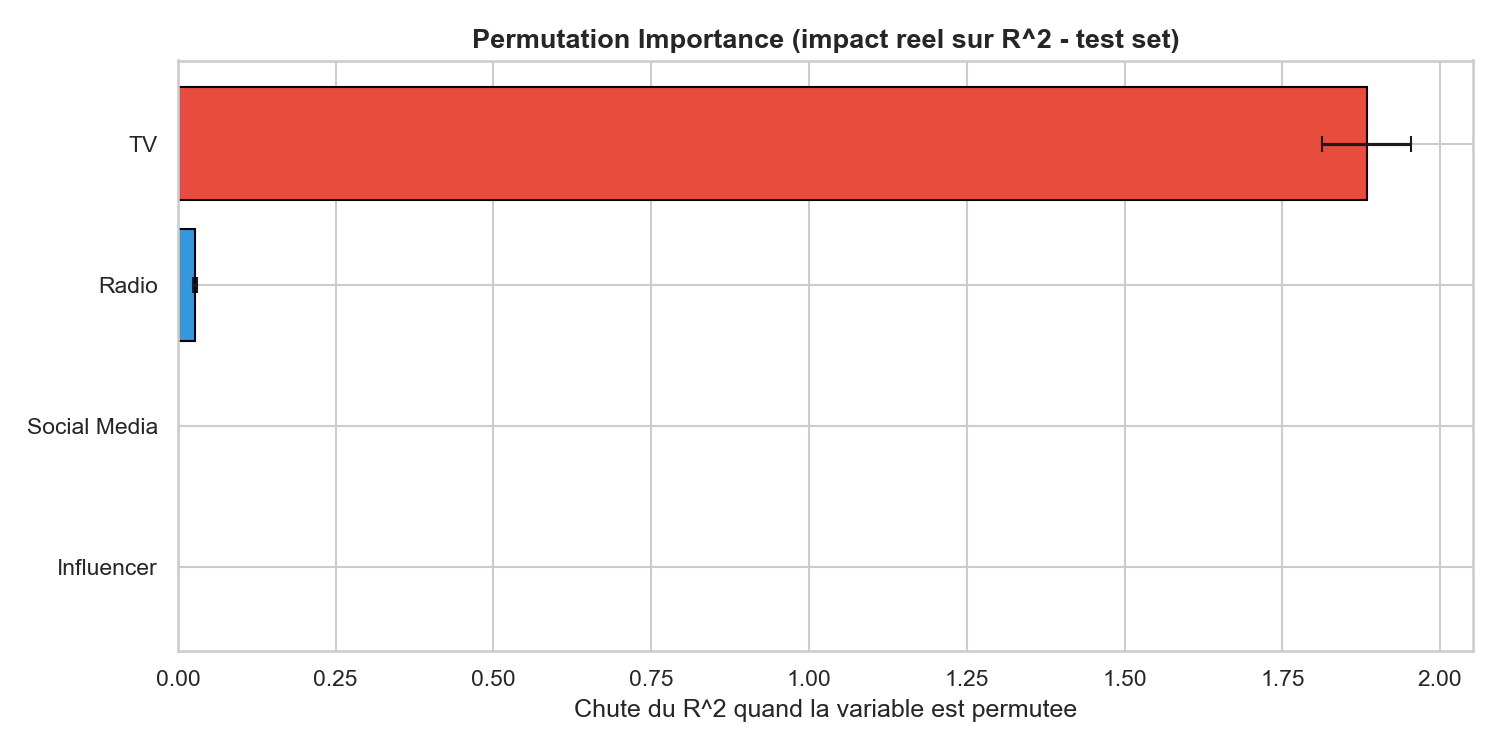 Permutation Importance (impact reel sur R^2 - test set)
TV
Radio
Social Media
Influencer
0.00 0.25 0.50 0.75 1.00 1.25 1.50 1.75 2.00
Chute du R^2 quand la variable est permutee